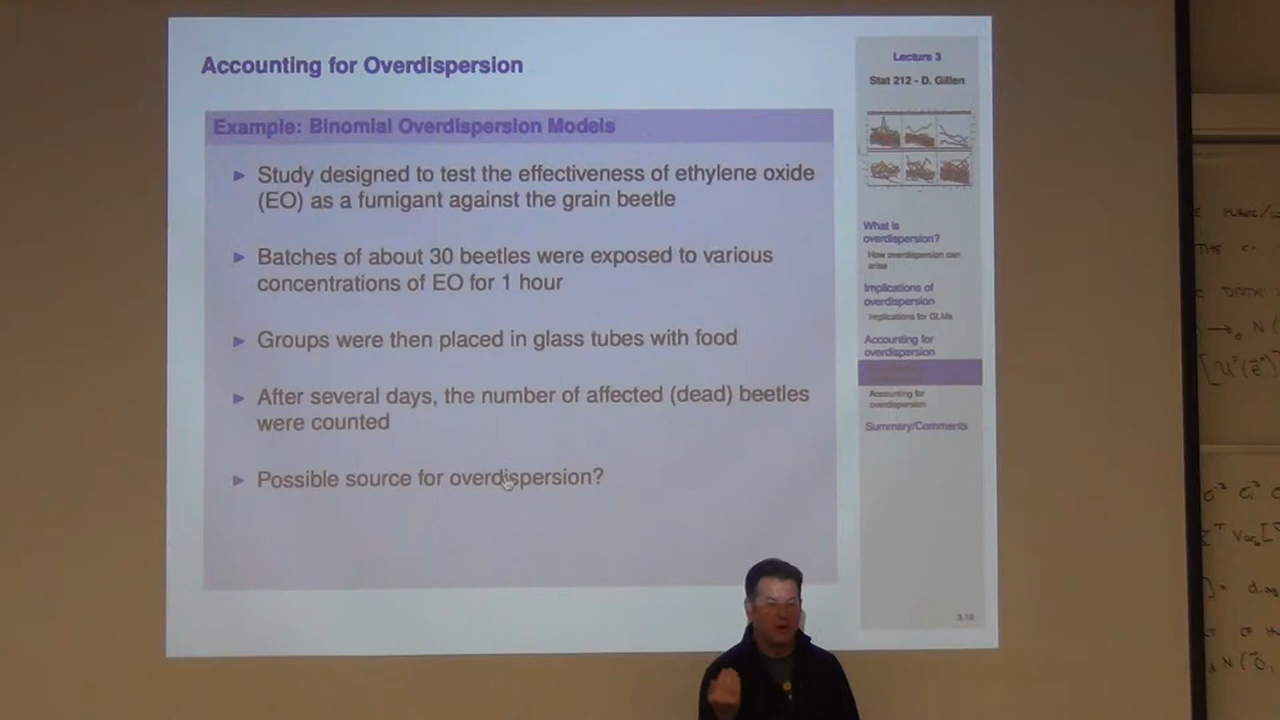 Accounting for Overdispersion
Example: Binomial Overdispersion Models
Study designed to test the effectiveness of ethylene oxide
(EO) as a fumigant against the grain beetle
Batches of about 30 beetles were exposed to various
concentrations of EO for 1 hour
Groups were then placed in glass tubes with food
After several days, the number of affected (dead) beetles
were counted
Possible source for overdispersion?
Lecture 3
Stat 212 - D. Gillen
What is
overdispersion?
How overdispersion can
arise
Implications of
overdispersion
Implications for GLMs
Accounting for
overdispersion
Accounting for
overdispersion
Summary/Comments
THE